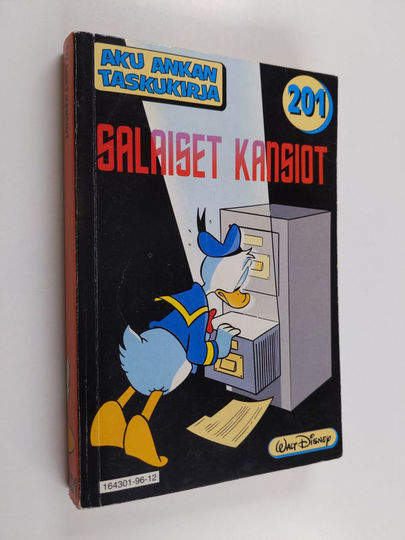 AKU ANKAN
TASKUKIRJA
201
SALAISET KANSIOT
WALT DISNEY
164301-96-12